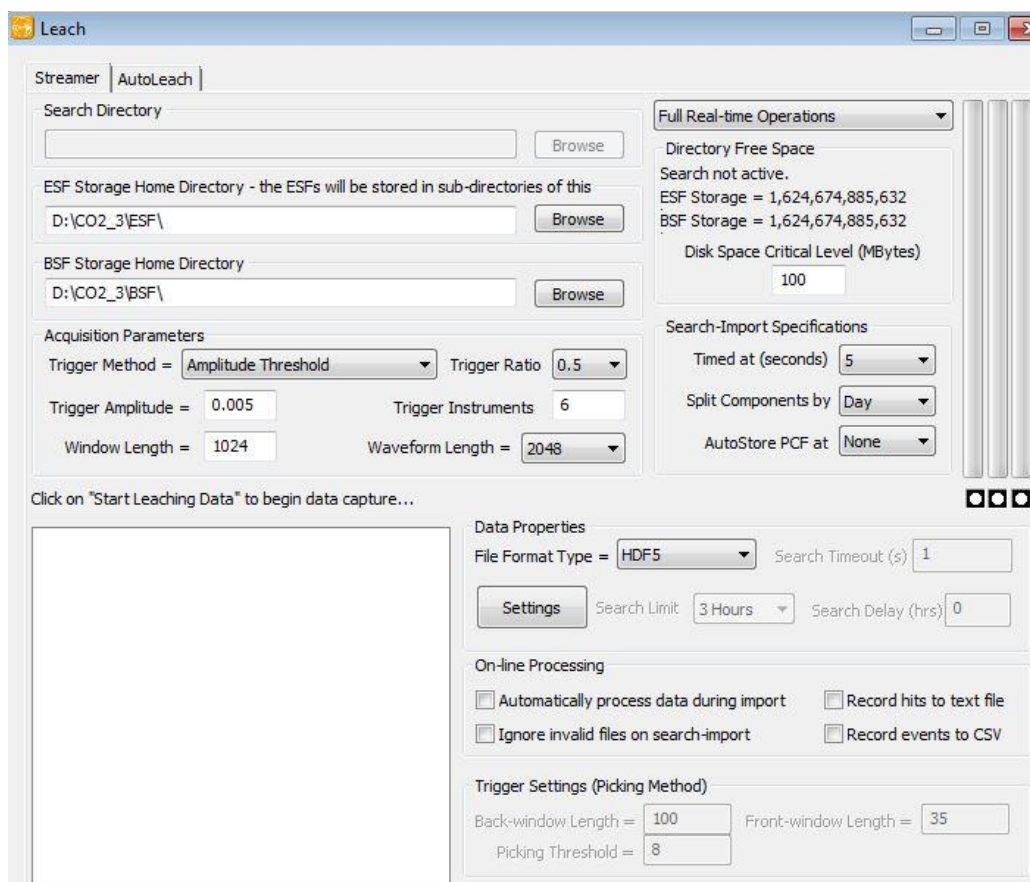 Leach
Streamer AutoLeach
Search Directory
Browse
ESF Storage Home Directory - the ESFs will be stored in sub-directories of this
D:\CO2_3\ESF\ Browse
BSF Storage Home Directory
D:\CO2_3\BSF\ Browse
Full Real-time Operations
Directory Free Space
Search not active.
ESF Storage = 1,624,674,885,632
BSF Storage = 1,624,674,885,632
Disk Space Critical Level (MBytes)
100
Acquisition Parameters
Trigger Method = Amplitude Threshold Trigger Ratio 0.5
Trigger Amplitude = 0.005 Trigger Instruments 6
Window Length = 1024 Waveform Length = 2048
Search-Import Specifications
Timed at (seconds) 5
Split Components by Day
AutoStore PCF at None
Click on "Start Leaching Data" to begin data capture...
Data Properties
File Format Type = HDF5 Search Timeout (s) 1
Settings Search Limit 3 Hours Search Delay (hrs) 0
On-line Processing
Automatically process data during import Record hits to text file
Ignore invalid files on search-import Record events to CSV
Trigger Settings (Picking Method)
Back-window Length = 100 Front-window Length = 35
Picking Threshold = 8